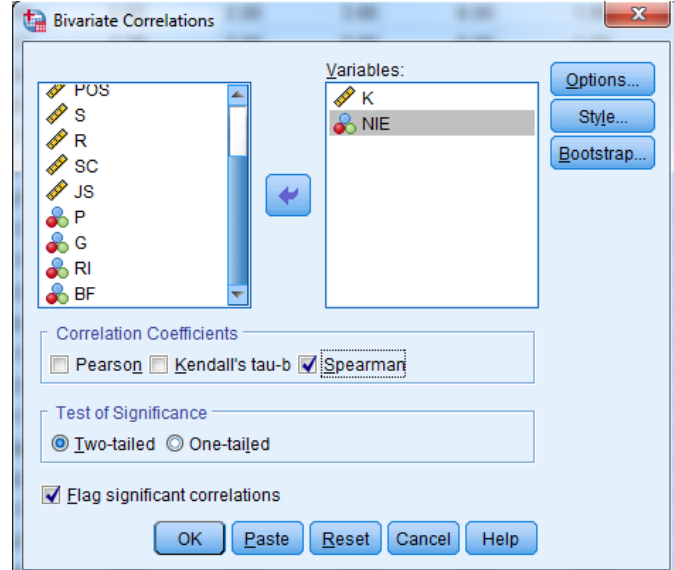 Bivariate Correlations
Variables:
POS
S
R
SC
JS
P
G
RI
BF
K
NIE
Options...
Style...
Bootstrap...
Correlation Coefficients
Pearson Kendall's tau-b Spearman
Test of Significance
Two-tailed One-tailed
Flag significant correlations
OK Paste Reset Cancel Help